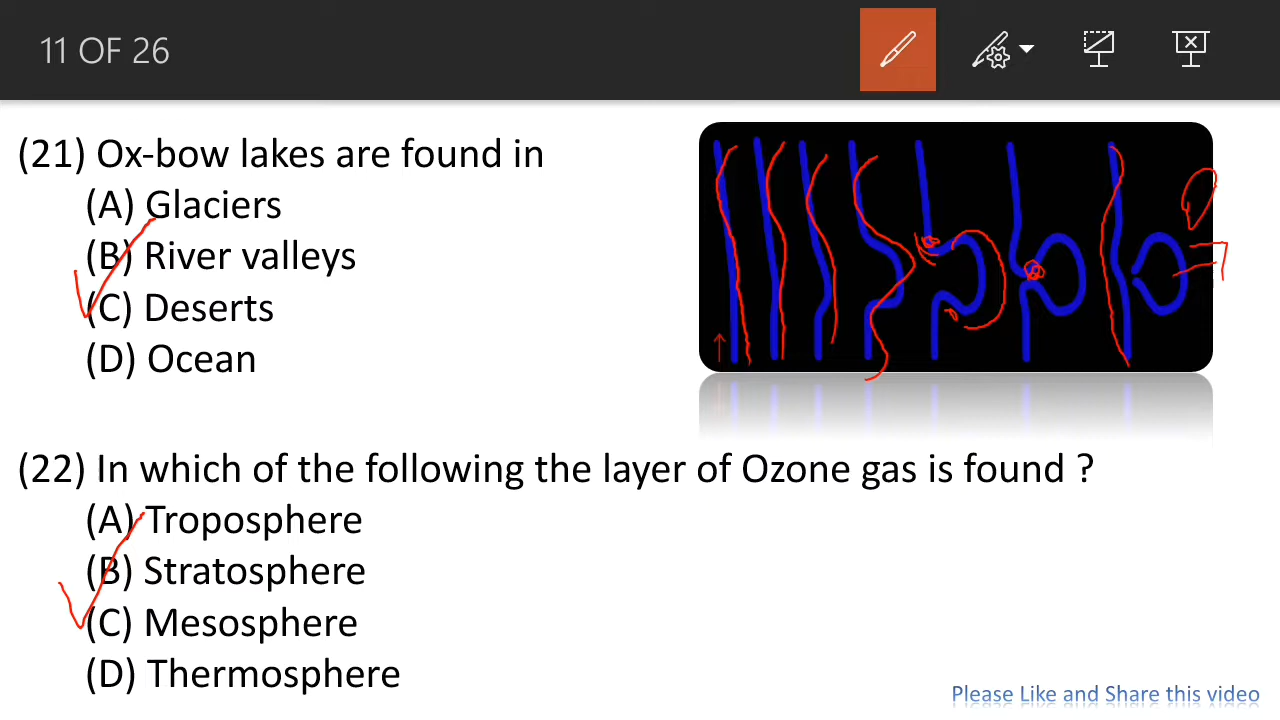 11 OF 26
(21) Ox-bow lakes are found in
(A) Glaciers
(B) River valleys
(C) Deserts
(D) Ocean
(22) In which of the following the layer of Ozone gas is found ?
(A) Troposphere
(B) Stratosphere
(C) Mesosphere
(D) Thermosphere
Please Like and Share this video